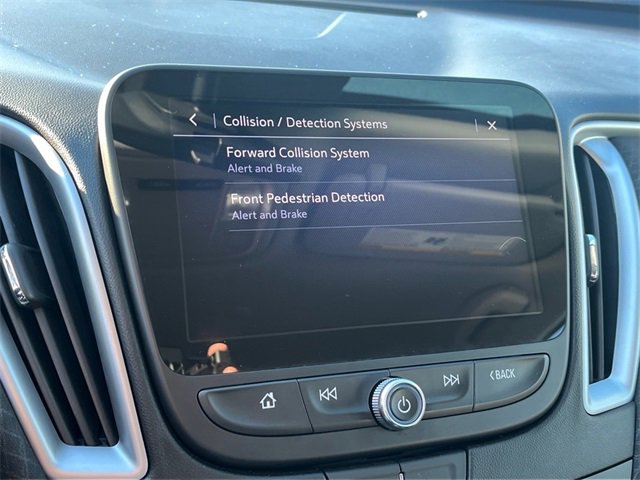 Collision / Detection Systems
Forward Collision System
Alert and Brake
Front Pedestrian Detection
Alert and Brake
BACK